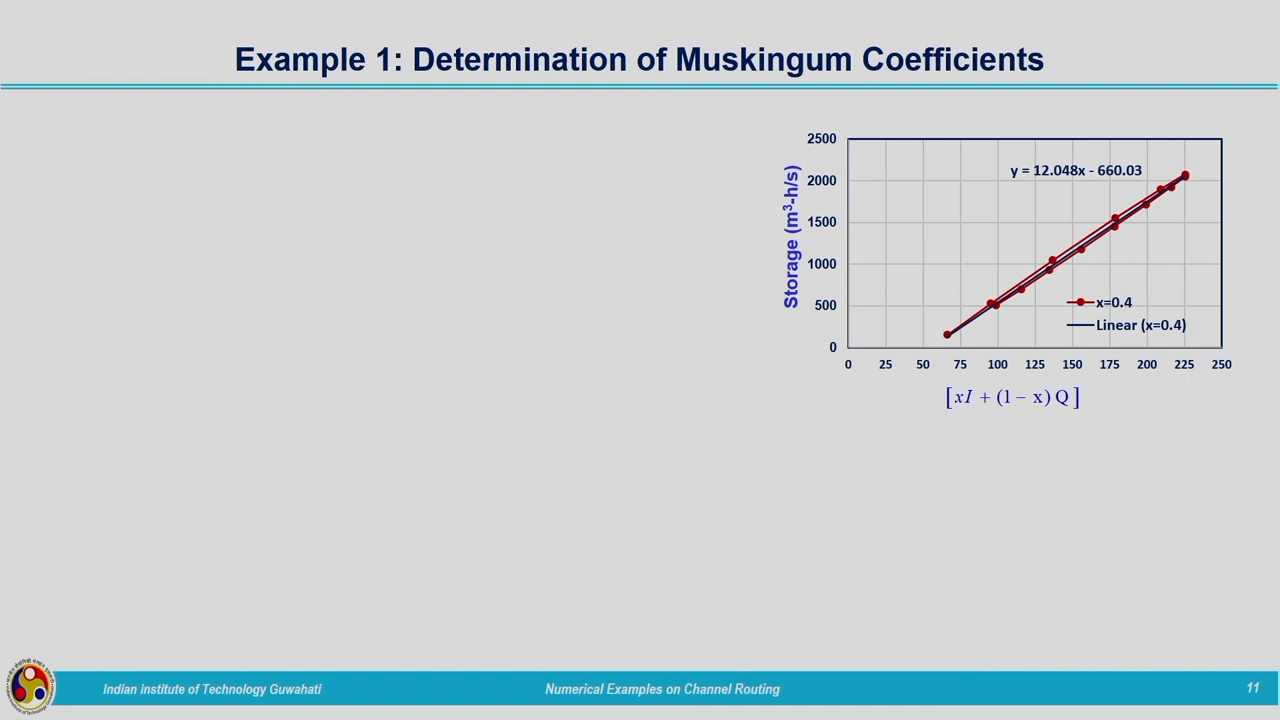 Example 1: Determination of Muskingum Coefficients
Storage (m³-h/s)
2500
2000
1500
1000
500
0
y = 12.048x - 660.03
x=0.4
Linear (x=0.4)
0 25 50 75 100 125 150 175 200 225 250
[xI + (1 − x) Q]
Indian institute of Technology Guwahati
Numerical Examples on Channel Routing
11